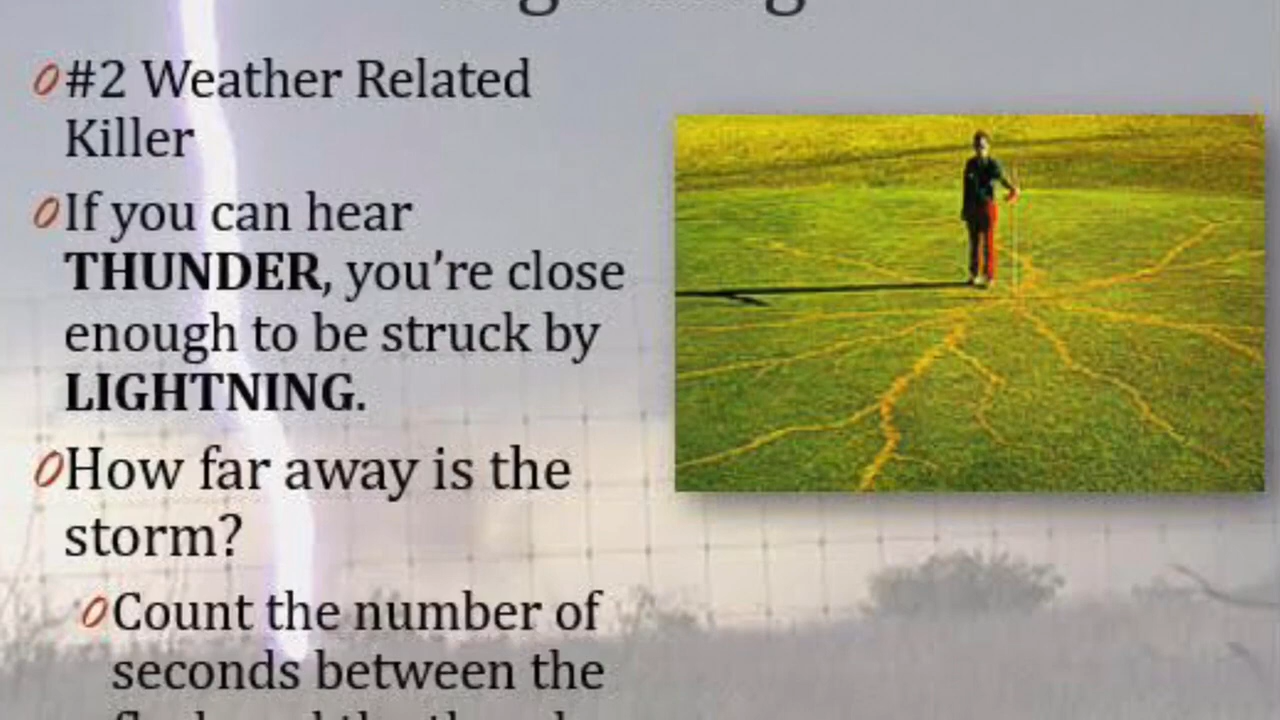 #2 Weather Related
Killer
If you can hear
THUNDER, you're close
enough to be struck by
LIGHTNING.
How far away is the
storm?
Count the number of
seconds between the